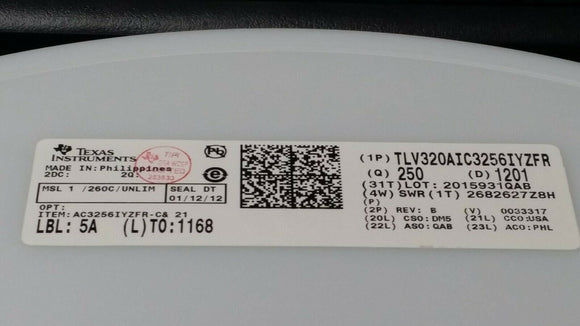 TEXAS INSTRUMENTS
MADE IN:Philippines
2DC: 2Q:
MSL 1 /260C/UNLIM
SEAL DT
01/12/12
OPT:
ITEM:AC3256IYZFR-C& 21
LBL: 5A (L)TO:1168
(1P) TLV320AIC3256IYZFR
(Q) 250 (D) 1201
(31T)LOT: 2015931QAB
(4W) SWR(1T) 2682627Z8H
(P)
(2P) REV: B (V) 0033317
(20L) CSO:DM5 (21L) CCO:USA
(22L) ASO:QAB (23L) ACO:PHL